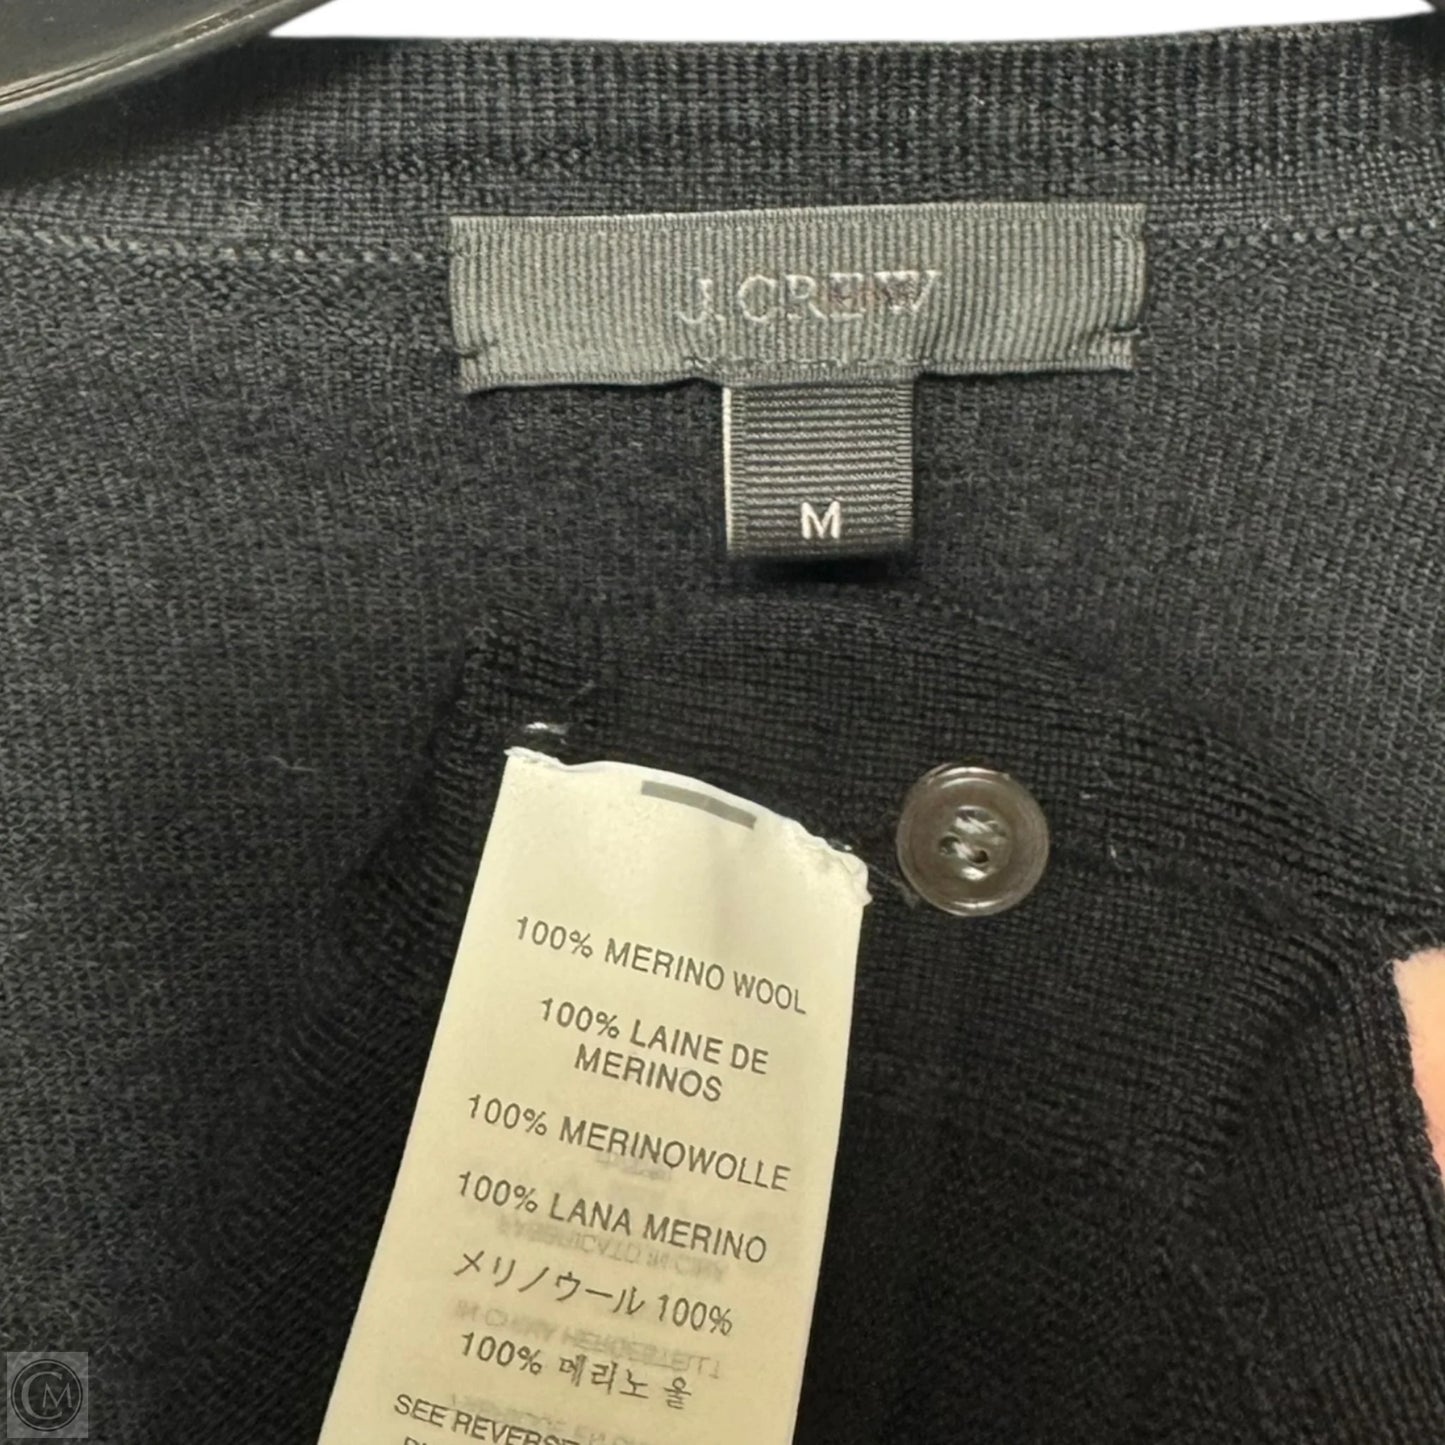 J.CREW
M
100% MERINO WOOL
100% LAINE DE
MERINOS
100% MERINOWOLLE
100% LANA MERINO
メリノウール 100%
100% 메리노 울
SEE REVERSE
CM